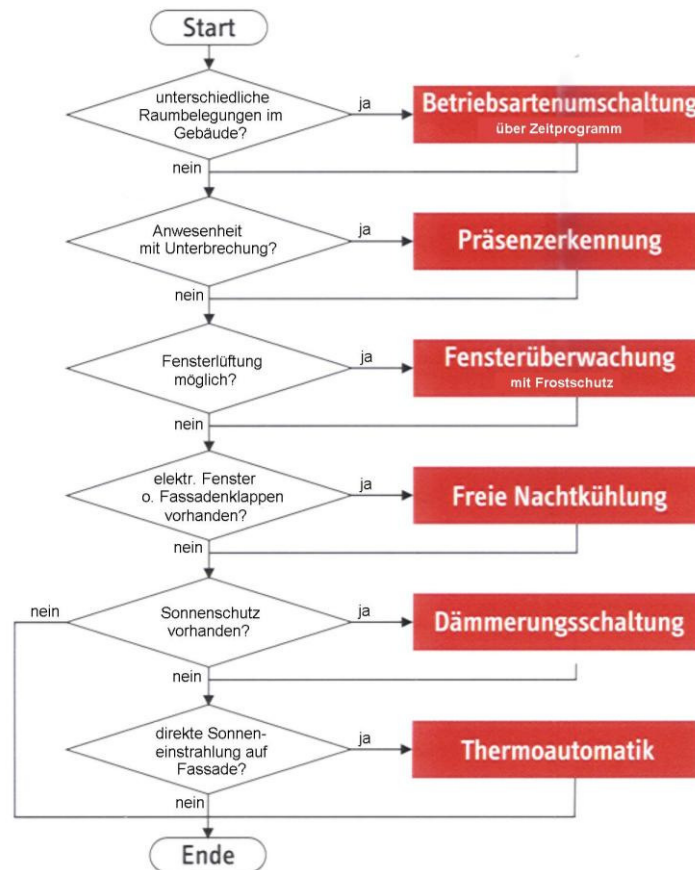 Start
unterschiedliche
Raumbelegungen im
Gebäude?
ja
Betriebsartenumschaltung
über Zeitprogramm
nein
Anwesenheit
mit Unterbrechung?
ja
Präsenzerkennung
nein
Fensterlüftung
möglich?
ja
Fensterüberwachung
mit Frostschutz
nein
elektr. Fenster
o. Fassadenklappen
vorhanden?
ja
Freie Nachtkühlung
nein
nein
Sonnenschutz
vorhanden?
ja
Dämmerungsschaltung
nein
direkte Sonnen-
einstrahlung auf
Fassade?
ja
Thermoautomatik
nein
Ende